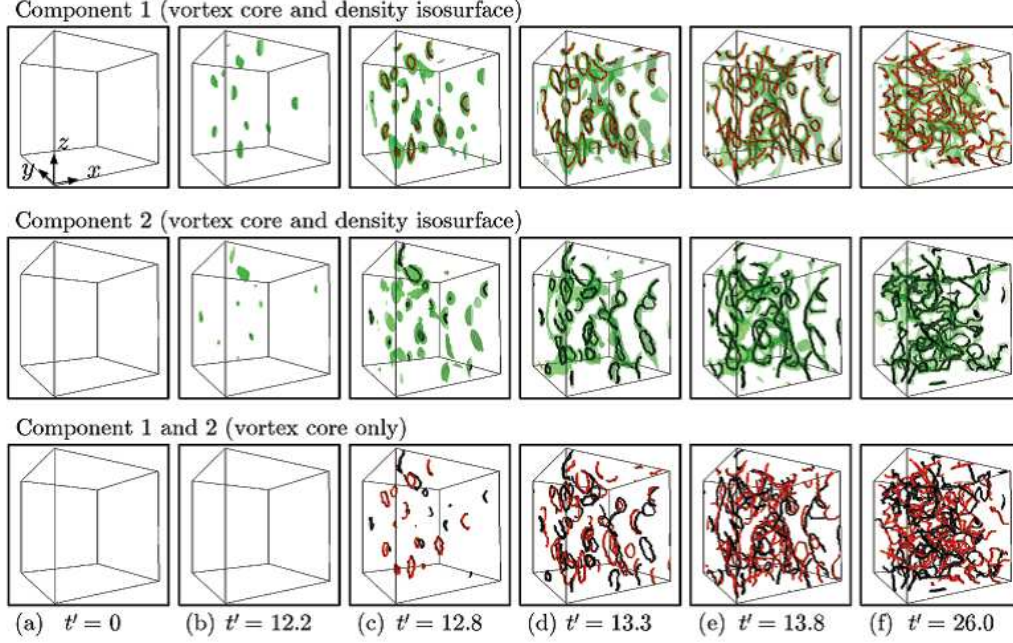 Component 1 (vortex core and density isosurface)
z
y
x
Component 2 (vortex core and density isosurface)
Component 1 and 2 (vortex core only)
(a) t′ = 0 (b) t′ = 12.2 (c) t′ = 12.8 (d) t′ = 13.3 (e) t′ = 13.8 (f) t′ = 26.0